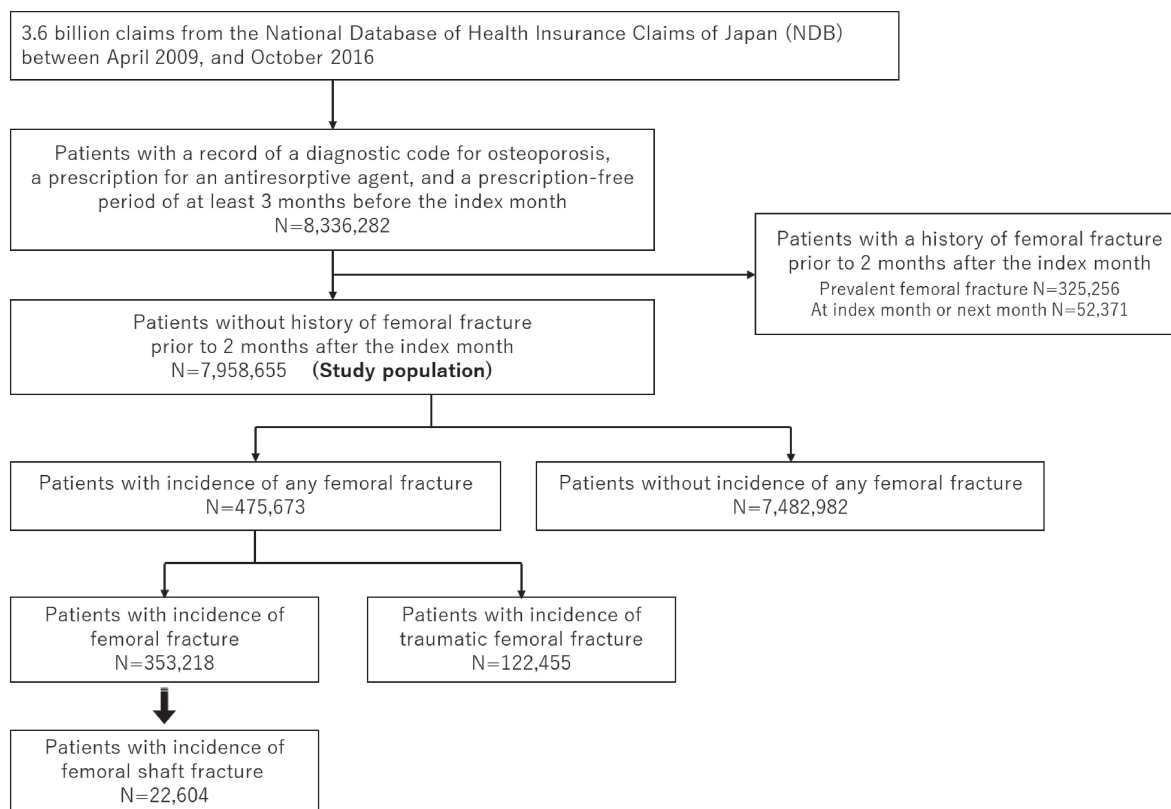 3.6 billion claims from the National Database of Health Insurance Claims of Japan (NDB)
between April 2009, and October 2016
Patients with a record of a diagnostic code for osteoporosis,
a prescription for an antiresorptive agent, and a prescription-free
period of at least 3 months before the index month
N=8,336,282
Patients with a history of femoral fracture
prior to 2 months after the index month
Prevalent femoral fracture N=325,256
At index month or next month N=52,371
Patients without history of femoral fracture
prior to 2 months after the index month
N=7,958,655 (Study population)
Patients with incidence of any femoral fracture
N=475,673
Patients without incidence of any femoral fracture
N=7,482,982
Patients with incidence of
femoral fracture
N=353,218
Patients with incidence of
traumatic femoral fracture
N=122,455
Patients with incidence of
femoral shaft fracture
N=22,604